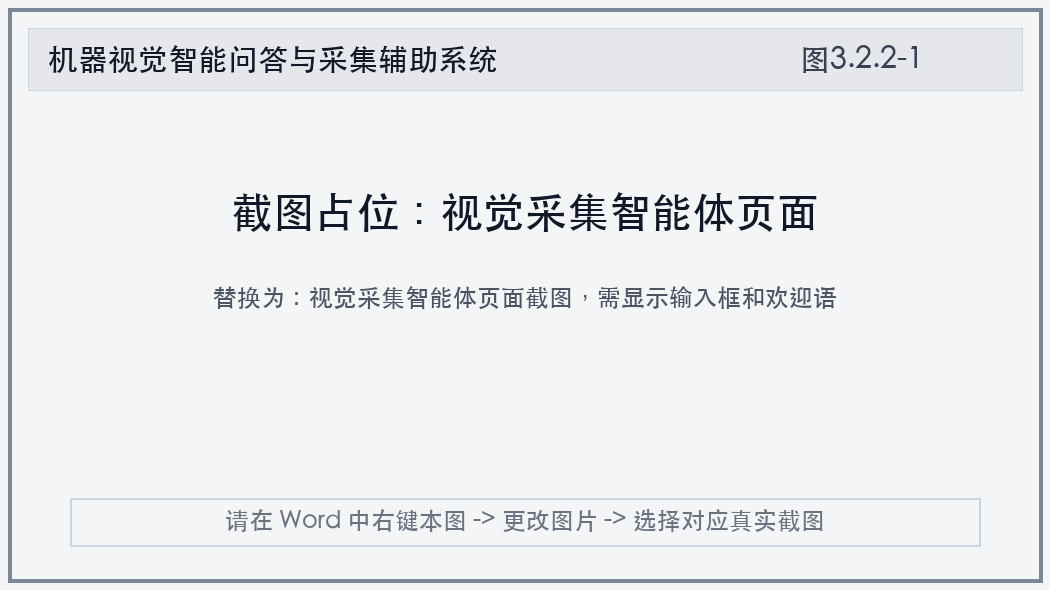 机器视觉智能问答与采集辅助系统
图3.2.2-1
截图占位：视觉采集智能体页面
替换为：视觉采集智能体页面截图，需显示输入框和欢迎语
请在 Word 中右键本图 -> 更改图片 -> 选择对应真实截图